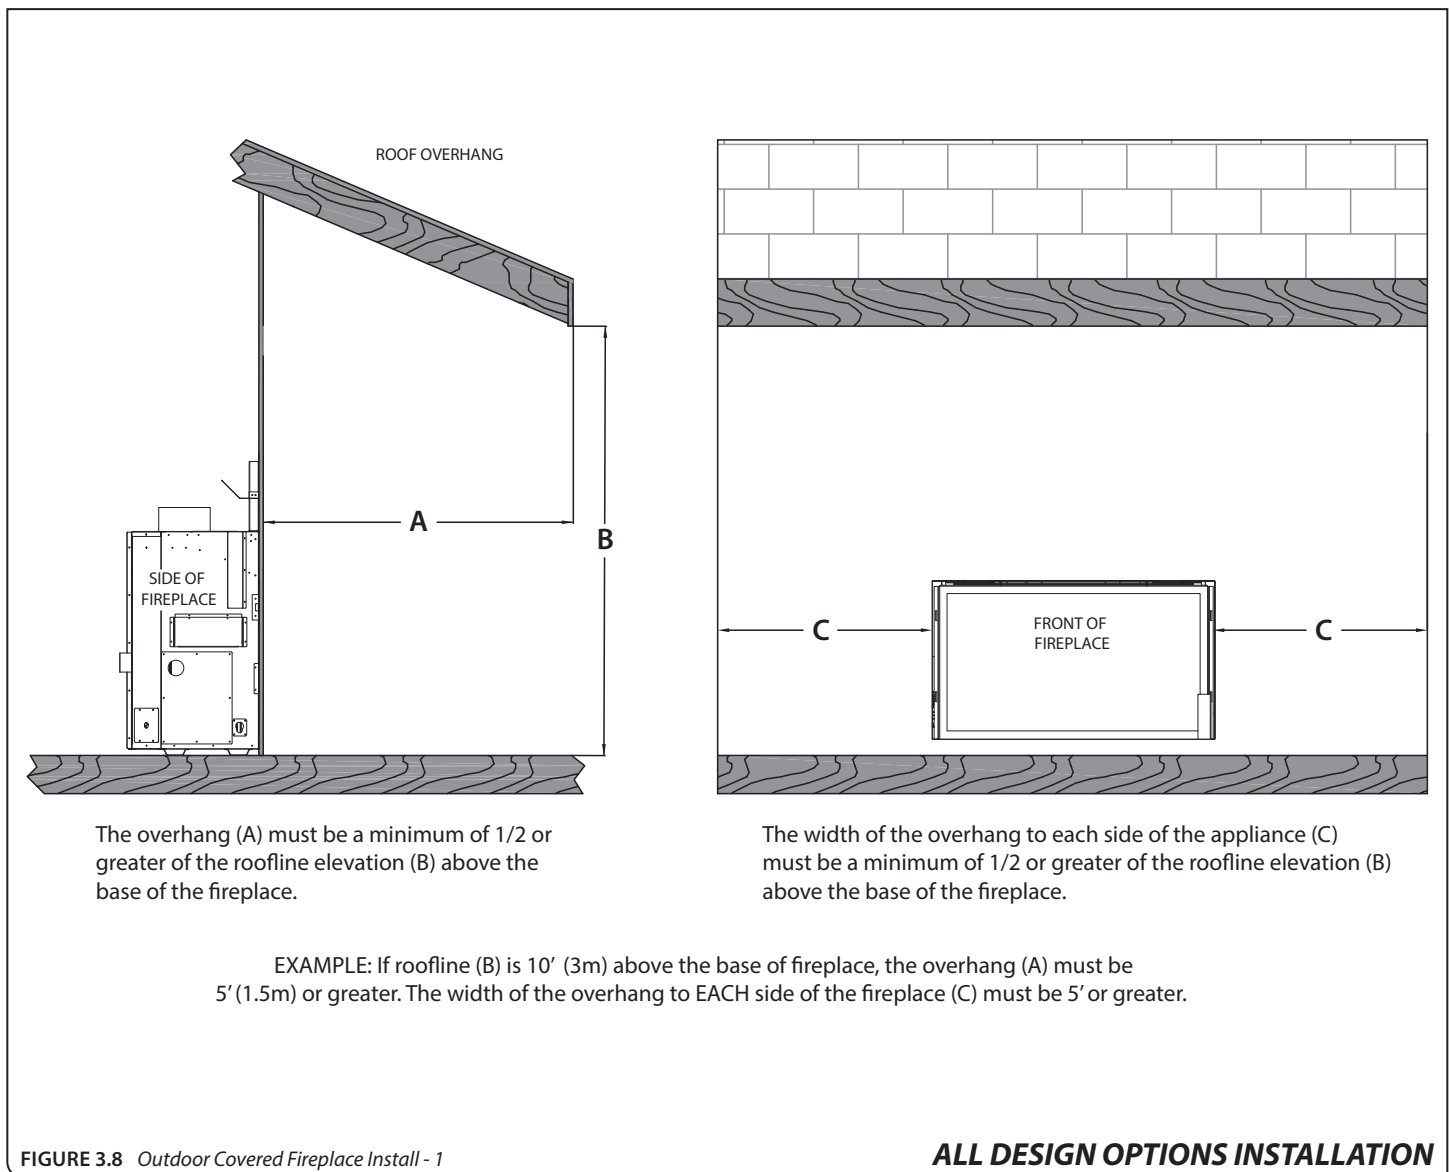 ROOF OVERHANG
A
B
SIDE OF
FIREPLACE
C
FRONT OF
FIREPLACE
C
The overhang (A) must be a minimum of 1/2 or
greater of the roofline elevation (B) above the
base of the fireplace.
The width of the overhang to each side of the appliance (C)
must be a minimum of 1/2 or greater of the roofline elevation (B)
above the base of the fireplace.
EXAMPLE: If roofline (B) is 10' (3m) above the base of fireplace, the overhang (A) must be
5' (1.5m) or greater. The width of the overhang to EACH side of the fireplace (C) must be 5' or greater.
FIGURE 3.8 Outdoor Covered Fireplace Install - 1
ALL DESIGN OPTIONS INSTALLATION